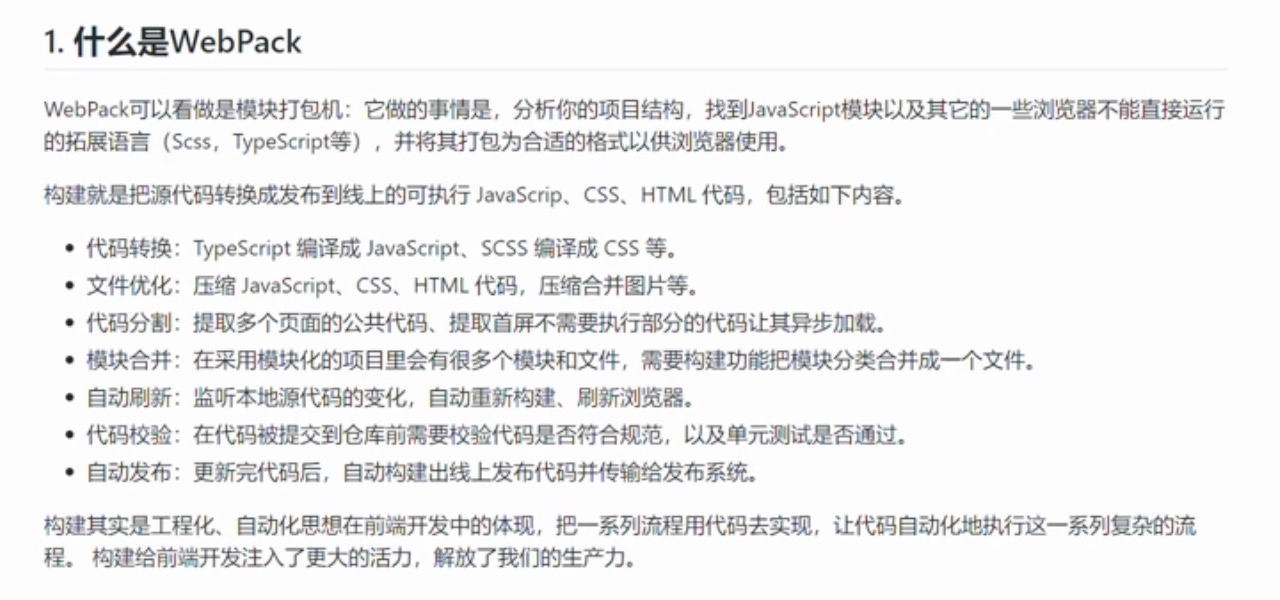 1. 什么是WebPack
WebPack可以看做是模块打包机：它做的事情是，分析你的项目结构，找到JavaScript模块以及其它的一些浏览器不能直接运行
的拓展语言（Scss，TypeScript等），并将其打包为合适的格式以供浏览器使用。
构建就是把源代码转换成发布到线上的可执行 JavaScrip、CSS、HTML 代码，包括如下内容。
• 代码转换：TypeScript 编译成 JavaScript、SCSS 编译成 CSS 等。
• 文件优化：压缩 JavaScript、CSS、HTML 代码，压缩合并图片等。
• 代码分割：提取多个页面的公共代码、提取首屏不需要执行部分的代码让其异步加载。
• 模块合并：在采用模块化的项目里会有很多个模块和文件，需要构建功能把模块分类合并成一个文件。
• 自动刷新：监听本地源代码的变化，自动重新构建、刷新浏览器。
• 代码校验：在代码被提交到仓库前需要校验代码是否符合规范，以及单元测试是否通过。
• 自动发布：更新完代码后，自动构建出线上发布代码并传输给发布系统。
构建其实是工程化、自动化思想在前端开发中的体现，把一系列流程用代码去实现，让代码自动化地执行这一系列复杂的流
程。 构建给前端开发注入了更大的活力，解放了我们的生产力。